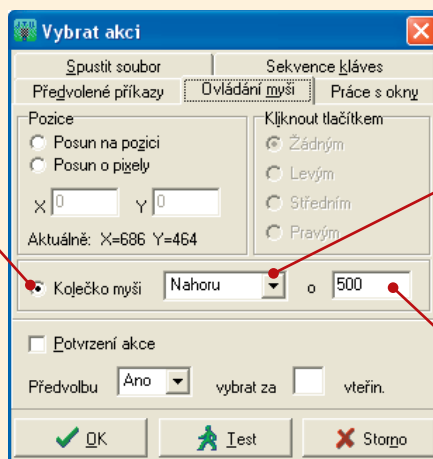 Vybrat akci
Spustit soubor Sekvence kláves
Předvolené příkazy Ovládání myši Práce s okny
Pozice
Posun na pozici
Posun o pixely
X 0 Y 0
Aktuálně: X=686 Y=464
Kliknout tlačítkem
Žádným
Levým
Středním
Pravým
Kolečko myši Nahoru o 500
Potvrzení akce
Předvolbu Ano vybrat za vteřin.
OK Test Storno